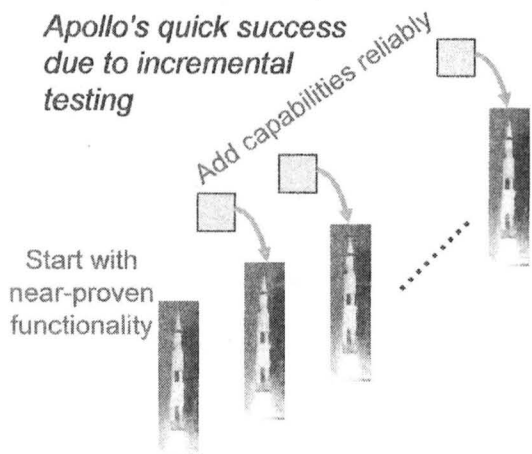 Apollo's quick success
due to incremental
testing
Add capabilities reliably
Start with
near-proven
functionality